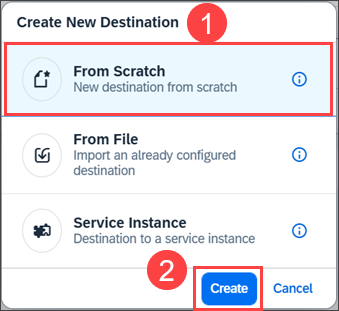 Create New Destination
1
From Scratch
New destination from scratch
From File
Import an already configured
destination
Service Instance
Destination to a service instance
2
Create
Cancel